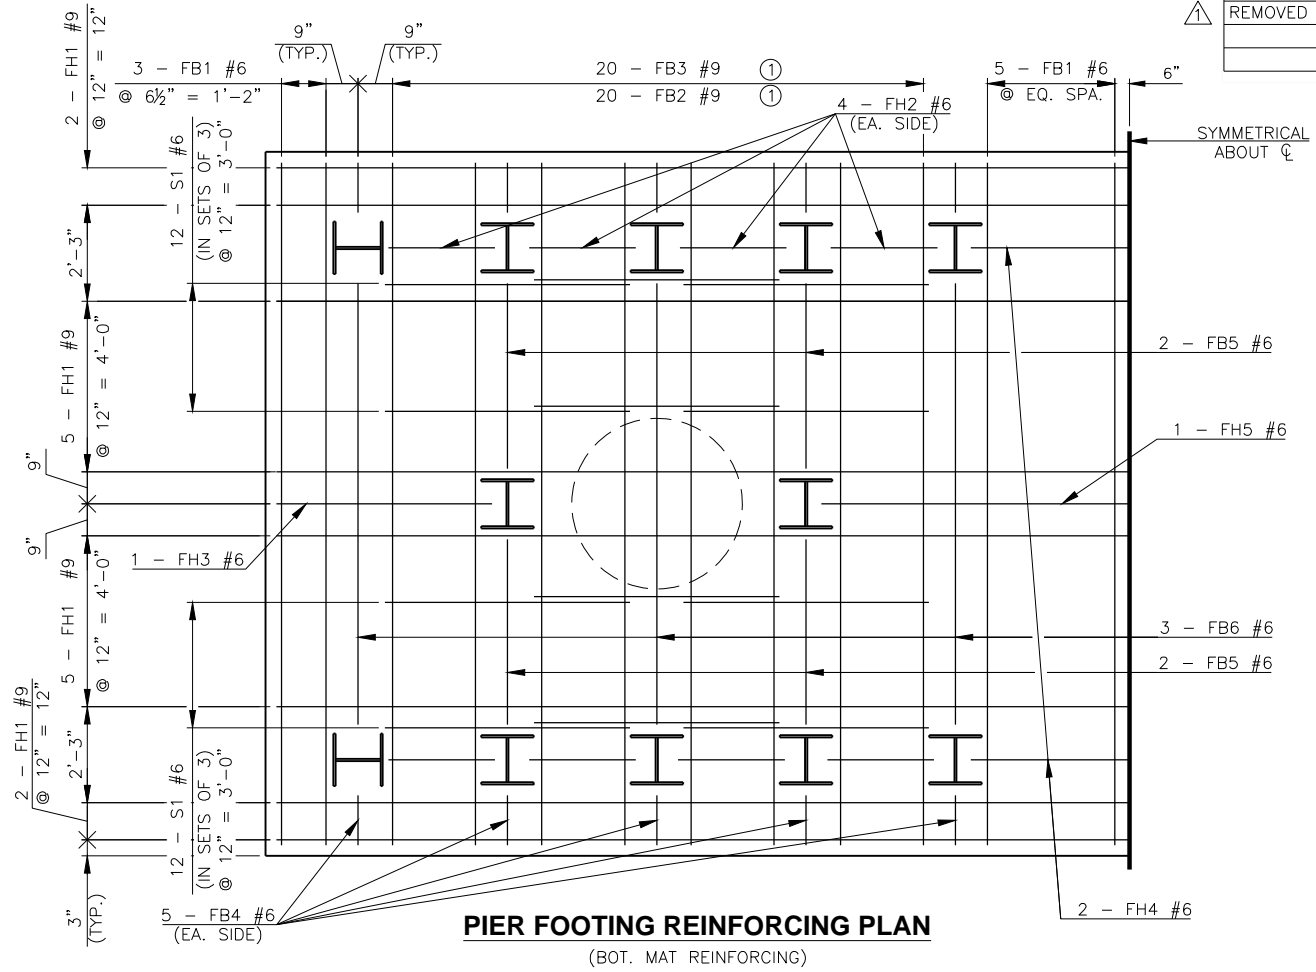 1 REMOVED
2 - FH1 #9
@ 12" = 12"
3 - FB1 #6
@ 6½" = 1'-2"
9"
(TYP.)
9"
(TYP.)
20 - FB3 #9 1
20 - FB2 #9 1
5 - FB1 #6
@ EQ. SPA.
6"
4 - FH2 #6
(EA. SIDE)
SYMMETRICAL
ABOUT ℄
12 - S1 #6
(IN SETS OF 3)
@ 12" = 3'-0"
2'-3"
5 - FH1 #9
@ 12" = 4'-0"
2 - FB5 #6
1 - FH5 #6
9"
9"
1 - FH3 #6
5 - FH1 #9
@ 12" = 4'-0"
3 - FB6 #6
2 - FB5 #6
2 - FH1 #9
@ 12" = 12"
2'-3"
12 - S1 #6
(IN SETS OF 3)
@ 12" = 3'-0"
3"
(TYP.)
5 - FB4 #6
(EA. SIDE)
2 - FH4 #6
PIER FOOTING REINFORCING PLAN
(BOT. MAT REINFORCING)